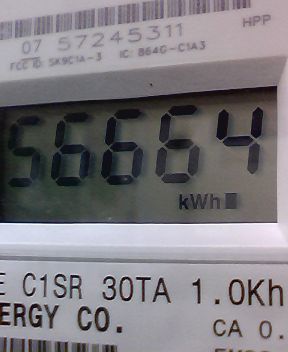 HPP
07 57245311
FCC ID: SK9C1A-3 IC: 864G-C1A3
56664
kWh
E C1SR 30TA 1.0Kh
ERGY CO.
CA 0.